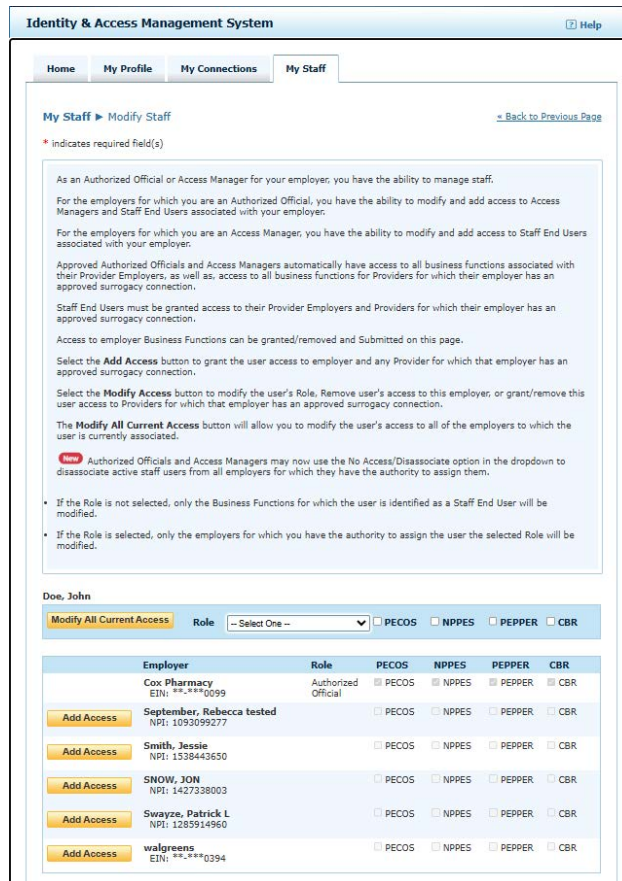 Identity & Access Management System
Help
Home My Profile My Connections My Staff
My Staff ► Modify Staff
« Back to Previous Page
* indicates required field(s)
As an Authorized Official or Access Manager for your employer, you have the ability to manage staff.
For the employers for which you are an Authorized Official, you have the ability to modify and add access to Access
Managers and Staff End Users associated with your employer.
For the employers for which you are an Access Manager, you have the ability to modify and add access to Staff End Users
associated with your employer.
Approved Authorized Officials and Access Managers automatically have access to all business functions associated with
their Provider Employers, as well as, access to all business functions for Providers for which their employer has an
approved surrogacy connection.
Staff End Users must be granted access to their Provider Employers and Providers for which their employer has an
approved surrogacy connection.
Access to employer Business Functions can be granted/removed and Submitted on this page.
Select the Add Access button to grant the user access to employer and any Provider for which that employer has an
approved surrogacy connection.
Select the Modify Access button to modify the user's Role, Remove user's access to this employer, or grant/remove this
user access to Providers for which that employer has an approved surrogacy connection.
The Modify All Current Access button will allow you to modify the user's access to all of the employers to which the
user is currently associated.
New Authorized Officials and Access Managers may now use the No Access/Disassociate option in the dropdown to
disassociate active staff users from all employers for which they have the authority to assign them.
• If the Role is not selected, only the Business Functions for which the user is identified as a Staff End User will be
modified.
• If the Role is selected, only the employers for which you have the authority to assign the user the selected Role will be
modified.
Doe, John
Modify All Current Access Role -- Select One -- PECOS NPPES PEPPER CBR
Employer Role PECOS NPPES PEPPER CBR
Cox Pharmacy Authorized PECOS NPPES PEPPER CBR
EIN: **-***0099 Official
September, Rebecca tested
Add Access PECOS NPPES PEPPER CBR
NPI: 1093099277
Smith, Jessie
Add Access PECOS NPPES PEPPER CBR
NPI: 1538443650
SNOW, JON
Add Access PECOS NPPES PEPPER CBR
NPI: 1427338003
Swayze, Patrick L
Add Access PECOS NPPES PEPPER CBR
NPI: 1285914960
walgreens
Add Access PECOS NPPES PEPPER CBR
EIN: **-***0394